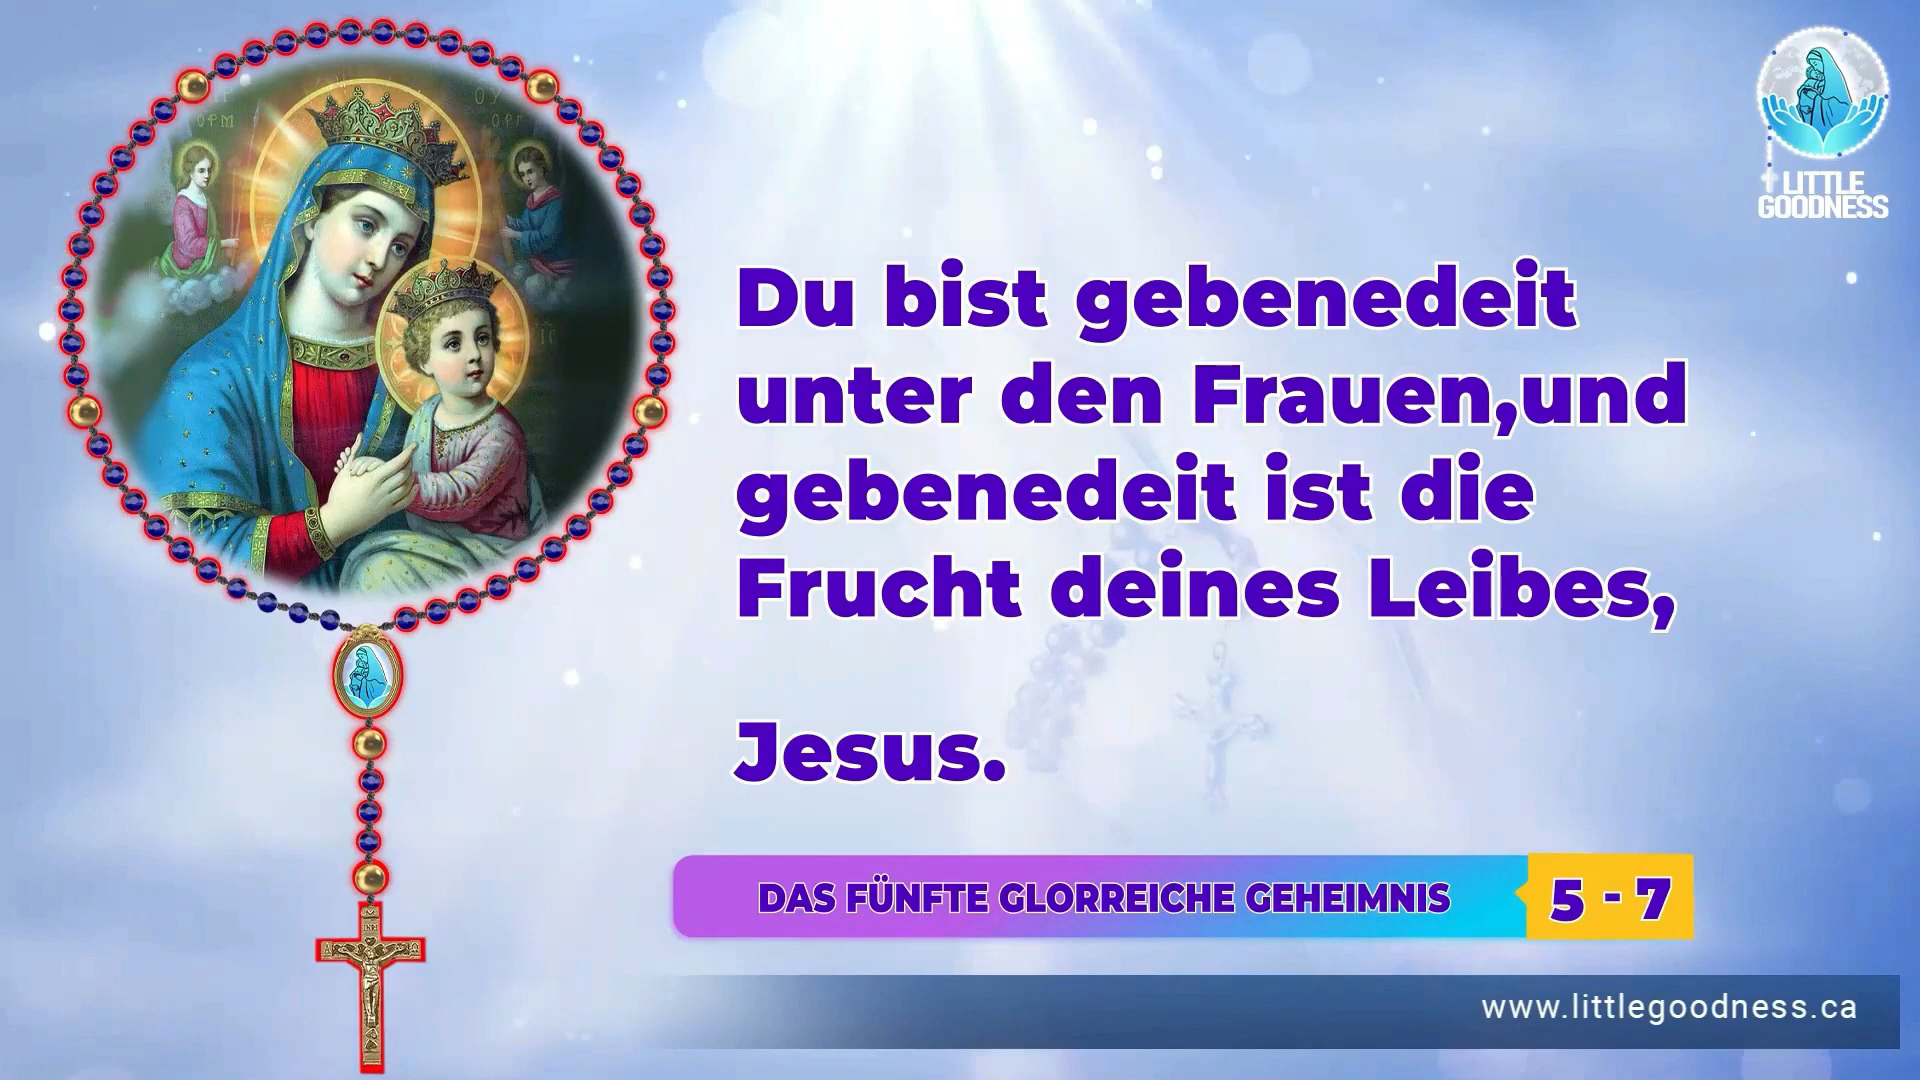 LITTLE
GOODNESS
Du bist gebenedeit
unter den Frauen,und
gebenedeit ist die
Frucht deines Leibes,
Jesus.
DAS FÜNFTE GLORREICHE GEHEIMNIS
5 - 7
INRI
www.littlegoodness.ca